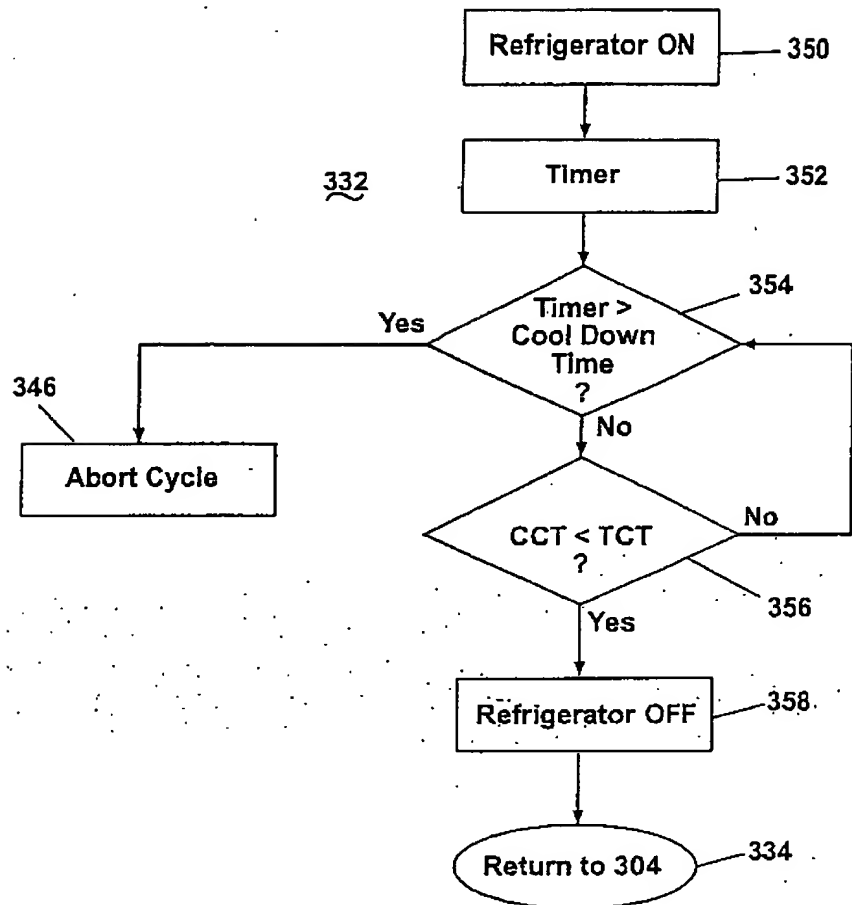 Refrigerator ON
350
Timer
352
332
354
Timer >
Cool Down
Time
?
Yes
346
Abort Cycle
No
CCT < TCT
?
No
356
Yes
Refrigerator OFF
358
Return to 304
334